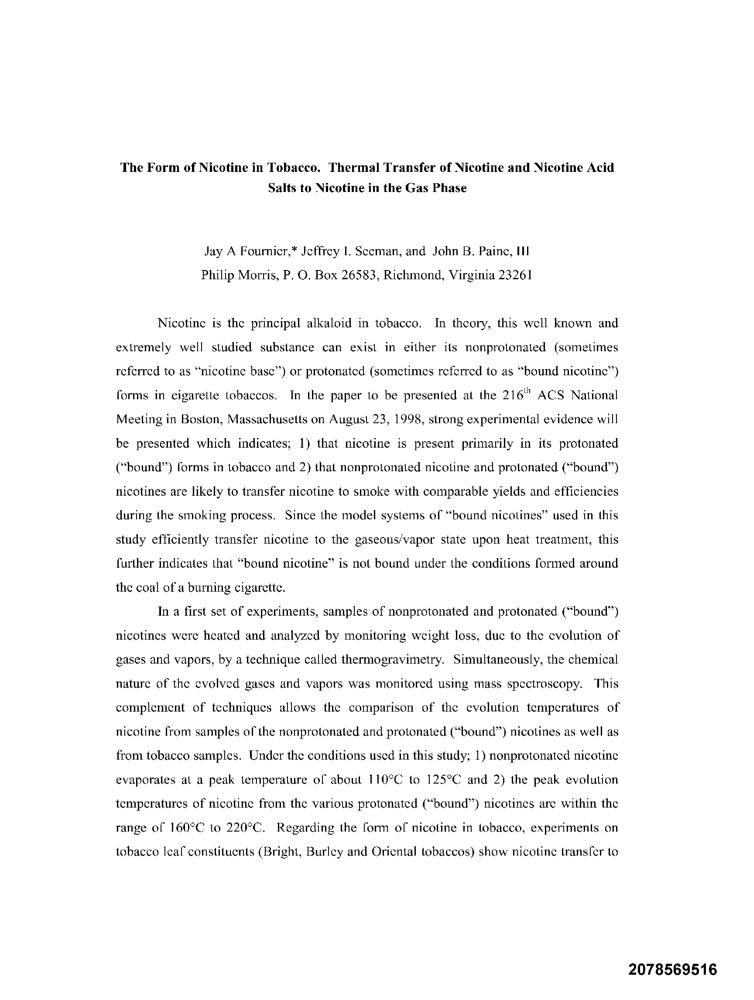 The Form of Nicotine in Tobacco. Thermal Transfer of Nicotine and Nicotine Acid
Salts to Nicotine in the Gas Phase
Jay A Fournier,* Jeffrey I. Seeman, and John B. Paine, III
Philip Morris, P. O. Box 26583, Richmond, Virginia 23261
Nicotine is the principal alkaloid in tobacco. In theory, this well known and
extremely well studied substance can exist in either its nonprotonated (sometimes
referred to as “nicotine base”) or protonated (sometimes referred to as “bound nicotine”)
forms in cigarette tobaccos. In the paper to be presented at the 216th ACS National
Meeting in Boston, Massachusetts on August 23, 1998, strong experimental evidence will
be presented which indicates; 1) that nicotine is present primarily in its protonated
(“bound”) forms in tobacco and 2) that nonprotonated nicotine and protonated (“bound”)
nicotines are likely to transfer nicotine to smoke with comparable yields and efficiencies
during the smoking process. Since the model systems of “bound nicotines” used in this
study efficiently transfer nicotine to the gaseous/vapor state upon heat treatment, this
further indicates that “bound nicotine” is not bound under the conditions formed around
the coal of a burning cigarette.
In a first set of experiments, samples of nonprotonated and protonated (“bound”)
nicotines were heated and analyzed by monitoring weight loss, due to the evolution of
gases and vapors, by a technique called thermogravimetry. Simultaneously, the chemical
nature of the evolved gases and vapors was monitored using mass spectroscopy. This
complement of techniques allows the comparison of the evolution temperatures of
nicotine from samples of the nonprotonated and protonated (“bound”) nicotines as well as
from tobacco samples. Under the conditions used in this study; 1) nonprotonated nicotine
evaporates at a peak temperature of about 110°C to 125°C and 2) the peak evolution
temperatures of nicotine from the various protonated (“bound”) nicotines are within the
range of 160°C to 220°C. Regarding the form of nicotine in tobacco, experiments on
tobacco leaf constituents (Bright, Burley and Oriental tobaccos) show nicotine transfer to
2078569516